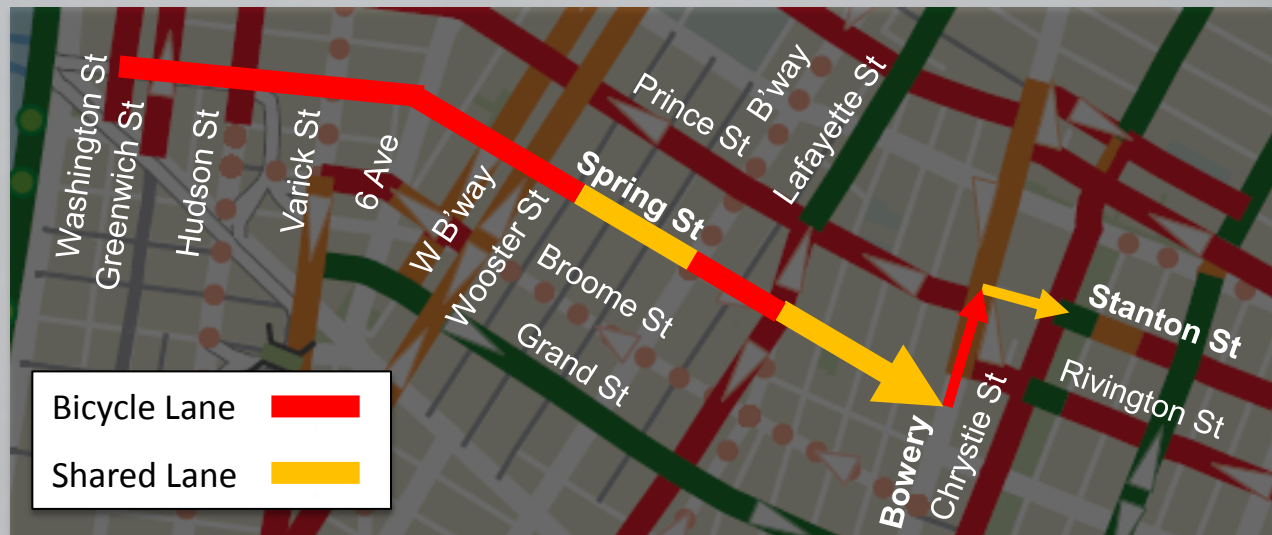 Washington St
Greenwich St
Hudson St
Varick St
6 Ave
W B'way
Wooster St
Spring St
Prince St
B'way
Lafayette St
Broome St
Grand St
Bowery
Chrystie St
Stanton St
Rivington St
Bicycle Lane
Shared Lane